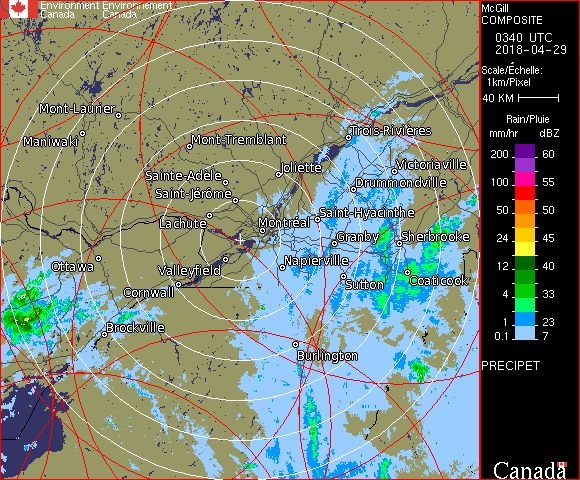 Environment Environnement
Canada Canada
McGill
COMPOSITE
0340 UTC
2018-04-29
Scale/Échelle:
1km/Pixel
40 KM
Rain/Pluie
mm/hr dBZ
200 60
100 55
50 50
24 45
12 40
4 33
1 23
0.1 7
PRECIPET
Canada
Mont-Laurier
Maniwaki
Mont-Tremblant
Trois-Rivières
Joliette
Victoriaville
Sainte-Adèle
Drummondville
Saint-Jérôme
Lachute
Saint-Hyacinthe
Montréal
Granby
Sherbrooke
Ottawa
Valleyfield
Napierville
Coaticook
Sutton
Cornwall
Brockville
Burlington